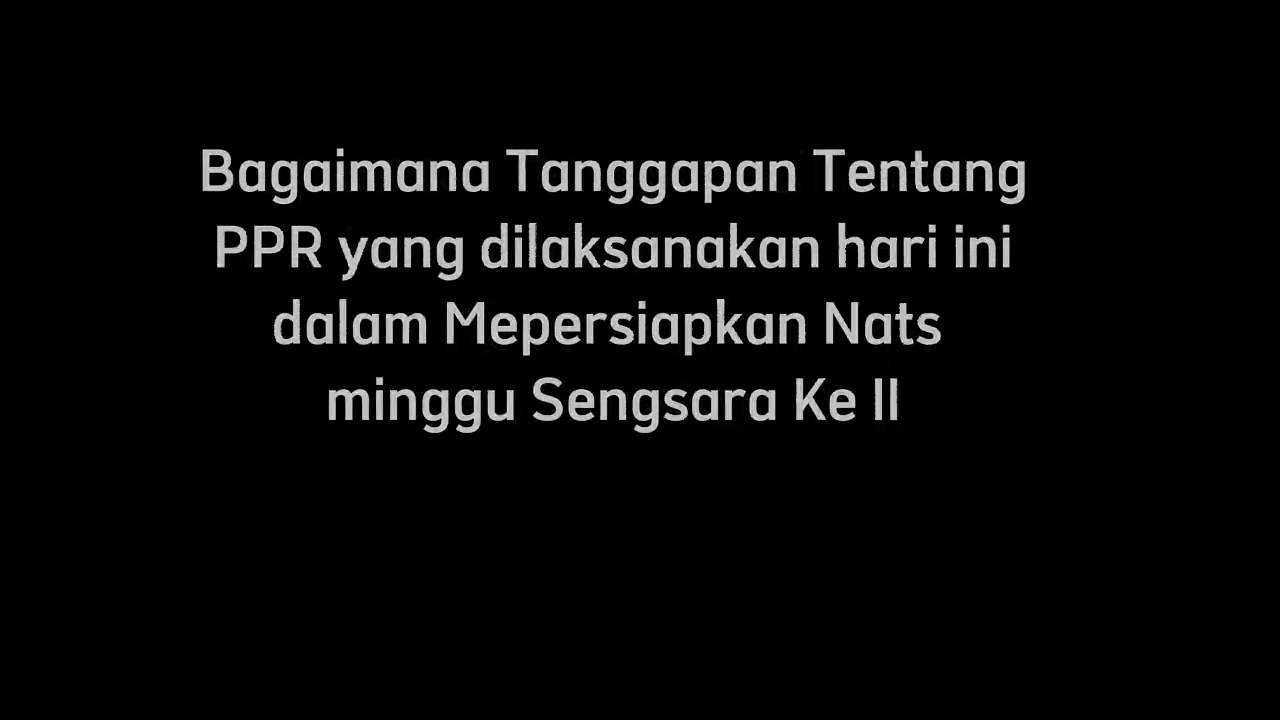 Bagaimana Tanggapan Tentang
PPR yang dilaksanakan hari ini
dalam Mepersiapkan Nats
minggu Sengsara Ke II